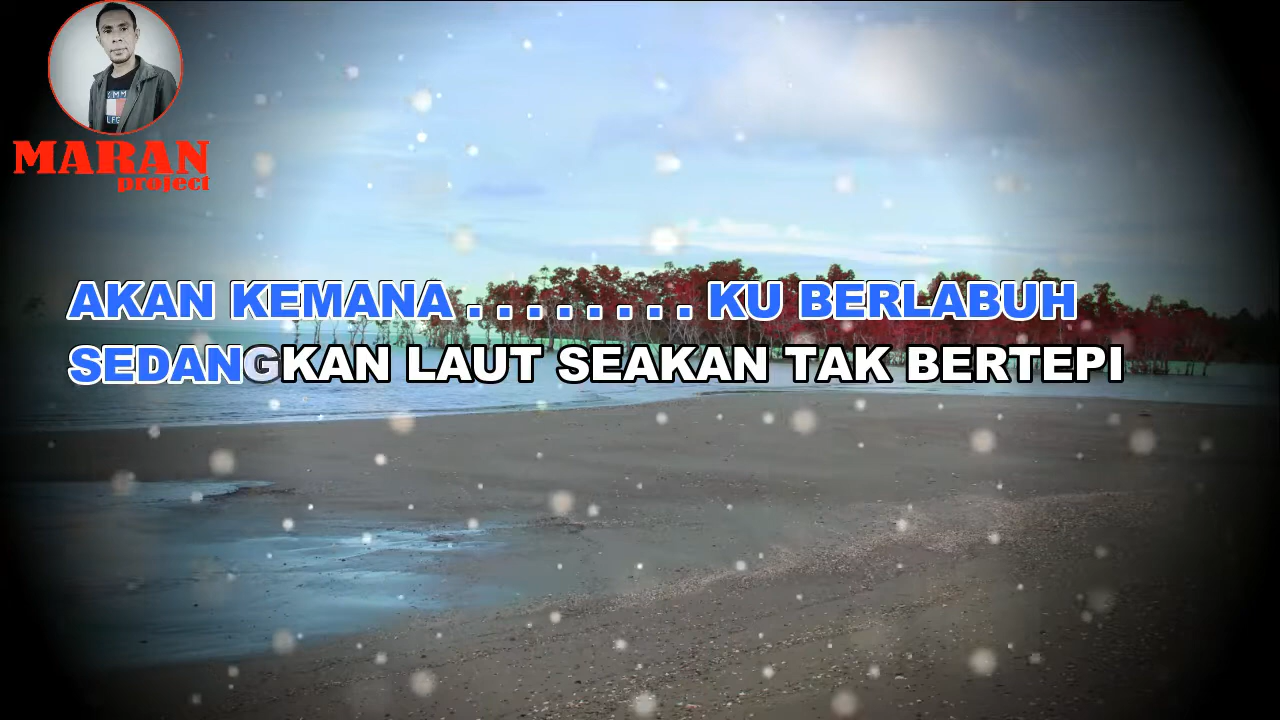 MARAN
project
AKAN KEMANA . . . . . . . . KU BERLABUH
SEDANGKAN LAUT SEAKAN TAK BERTEPI